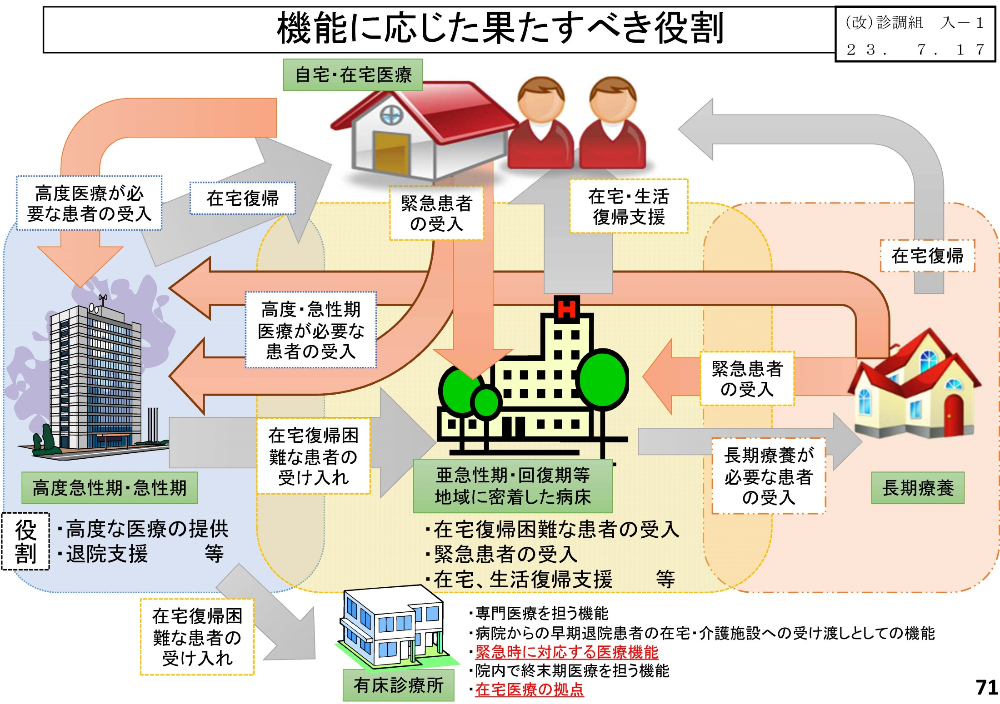 機能に応じた果たすべき役割
（改）診調組　入－１
２３．　７．１７
自宅・在宅医療
高度医療が必
要な患者の受入
在宅復帰
緊急患者
の受入
在宅・生活
復帰支援
在宅復帰
高度・急性期
医療が必要な
患者の受入
緊急患者
の受入
在宅復帰困
難な患者の
受け入れ
長期療養が
必要な患者
の受入
高度急性期・急性期
亜急性期・回復期等
地域に密着した病床
長期療養
役
割
・高度な医療の提供
・退院支援　　　等
・在宅復帰困難な患者の受入
・緊急患者の受入
・在宅、生活復帰支援　　等
在宅復帰困
難な患者の
受け入れ
H
有床診療所
・専門医療を担う機能
・病院からの早期退院患者の在宅・介護施設への受け渡しとしての機能
・緊急時に対応する医療機能
・院内で終末期医療を担う機能
・在宅医療の拠点
71